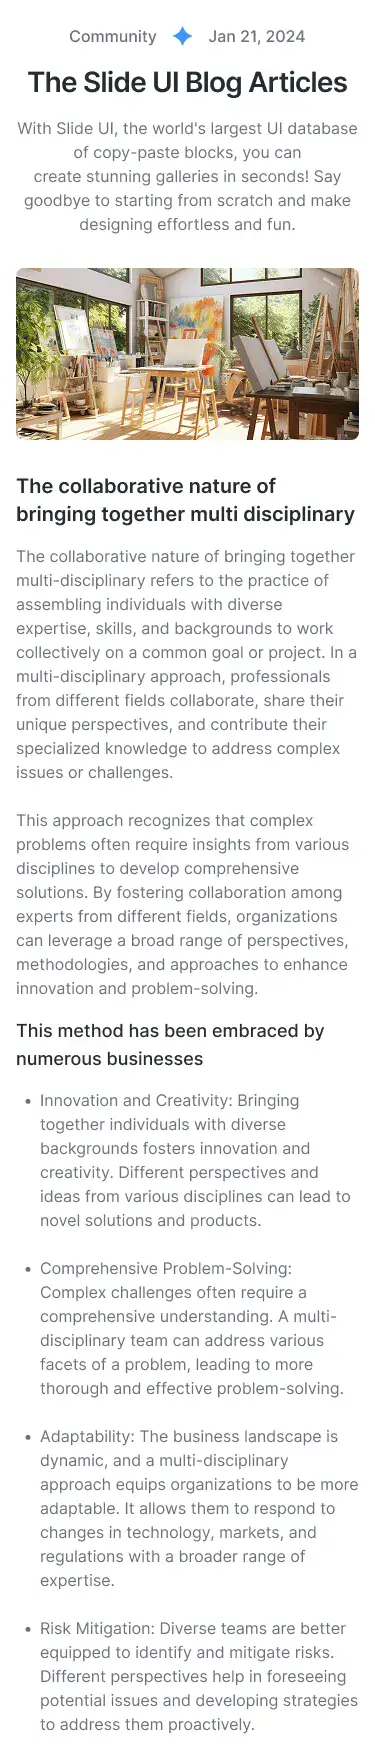 Community Jan 21, 2024
The Slide UI Blog Articles
With Slide UI, the world's largest UI database
of copy-paste blocks, you can
create stunning galleries in seconds! Say
goodbye to starting from scratch and make
designing effortless and fun.
The collaborative nature of
bringing together multi disciplinary
The collaborative nature of bringing together
multi-disciplinary refers to the practice of
assembling individuals with diverse
expertise, skills, and backgrounds to work
collectively on a common goal or project. In a
multi-disciplinary approach, professionals
from different fields collaborate, share their
unique perspectives, and contribute their
specialized knowledge to address complex
issues or challenges.
This approach recognizes that complex
problems often require insights from various
disciplines to develop comprehensive
solutions. By fostering collaboration among
experts from different fields, organizations
can leverage a broad range of perspectives,
methodologies, and approaches to enhance
innovation and problem-solving.
This method has been embraced by
numerous businesses
• Innovation and Creativity: Bringing
together individuals with diverse
backgrounds fosters innovation and
creativity. Different perspectives and
ideas from various disciplines can lead to
novel solutions and products.
• Comprehensive Problem-Solving:
Complex challenges often require a
comprehensive understanding. A multi-
disciplinary team can address various
facets of a problem, leading to more
thorough and effective problem-solving.
• Adaptability: The business landscape is
dynamic, and a multi-disciplinary
approach equips organizations to be more
adaptable. It allows them to respond to
changes in technology, markets, and
regulations with a broader range of
expertise.
• Risk Mitigation: Diverse teams are better
equipped to identify and mitigate risks.
Different perspectives help in foreseeing
potential issues and developing strategies
to address them proactively.